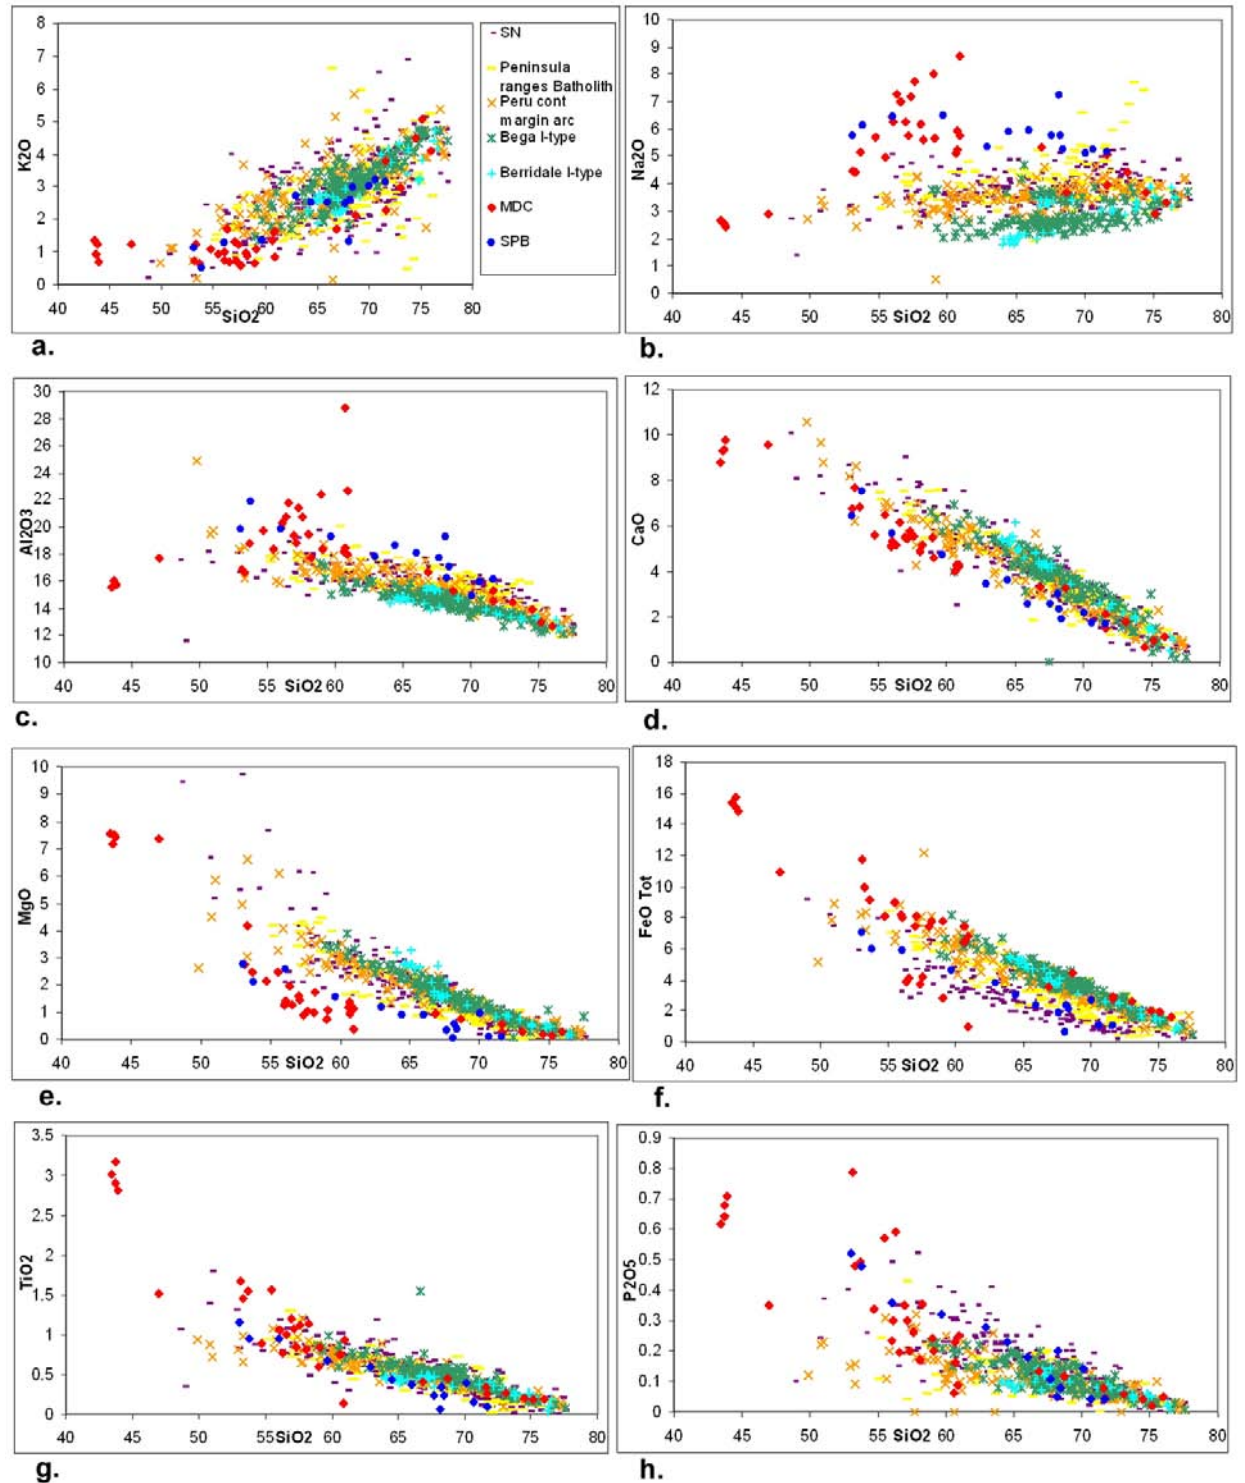 8
7
6
5
4
3
2
1
0
K2O
40 45 50 55 60 65 70 75 80
SiO2
SN
Peninsula
ranges Batholith
Peru cont
margin arc
Bega I-type
Berridale I-type
MDC
SPB
a.
10
9
8
7
6
5
4
3
2
1
0
Na2O
40 45 50 55 SiO2 60 65 70 75 80
b.
30
28
26
24
22
20
18
16
14
12
10
Al2O3
40 45 50 55 SiO2 60 65 70 75 80
c.
12
10
8
6
4
2
0
CaO
40 45 50 55 SiO2 60 65 70 75 80
d.
10
9
8
7
6
5
4
3
2
1
0
MgO
40 45 50 55 SiO2 60 65 70 75 80
e.
18
16
14
12
10
8
6
4
2
0
FeO Tot
40 45 50 55 SiO2 60 65 70 75 80
f.
3.5
3
2.5
2
1.5
1
0.5
0
TiO2
40 45 50 55 SiO2 60 65 70 75 80
g.
0.9
0.8
0.7
0.6
0.5
0.4
0.3
0.2
0.1
0
P2O5
40 45 50 55 SiO2 60 65 70 75 80
h.